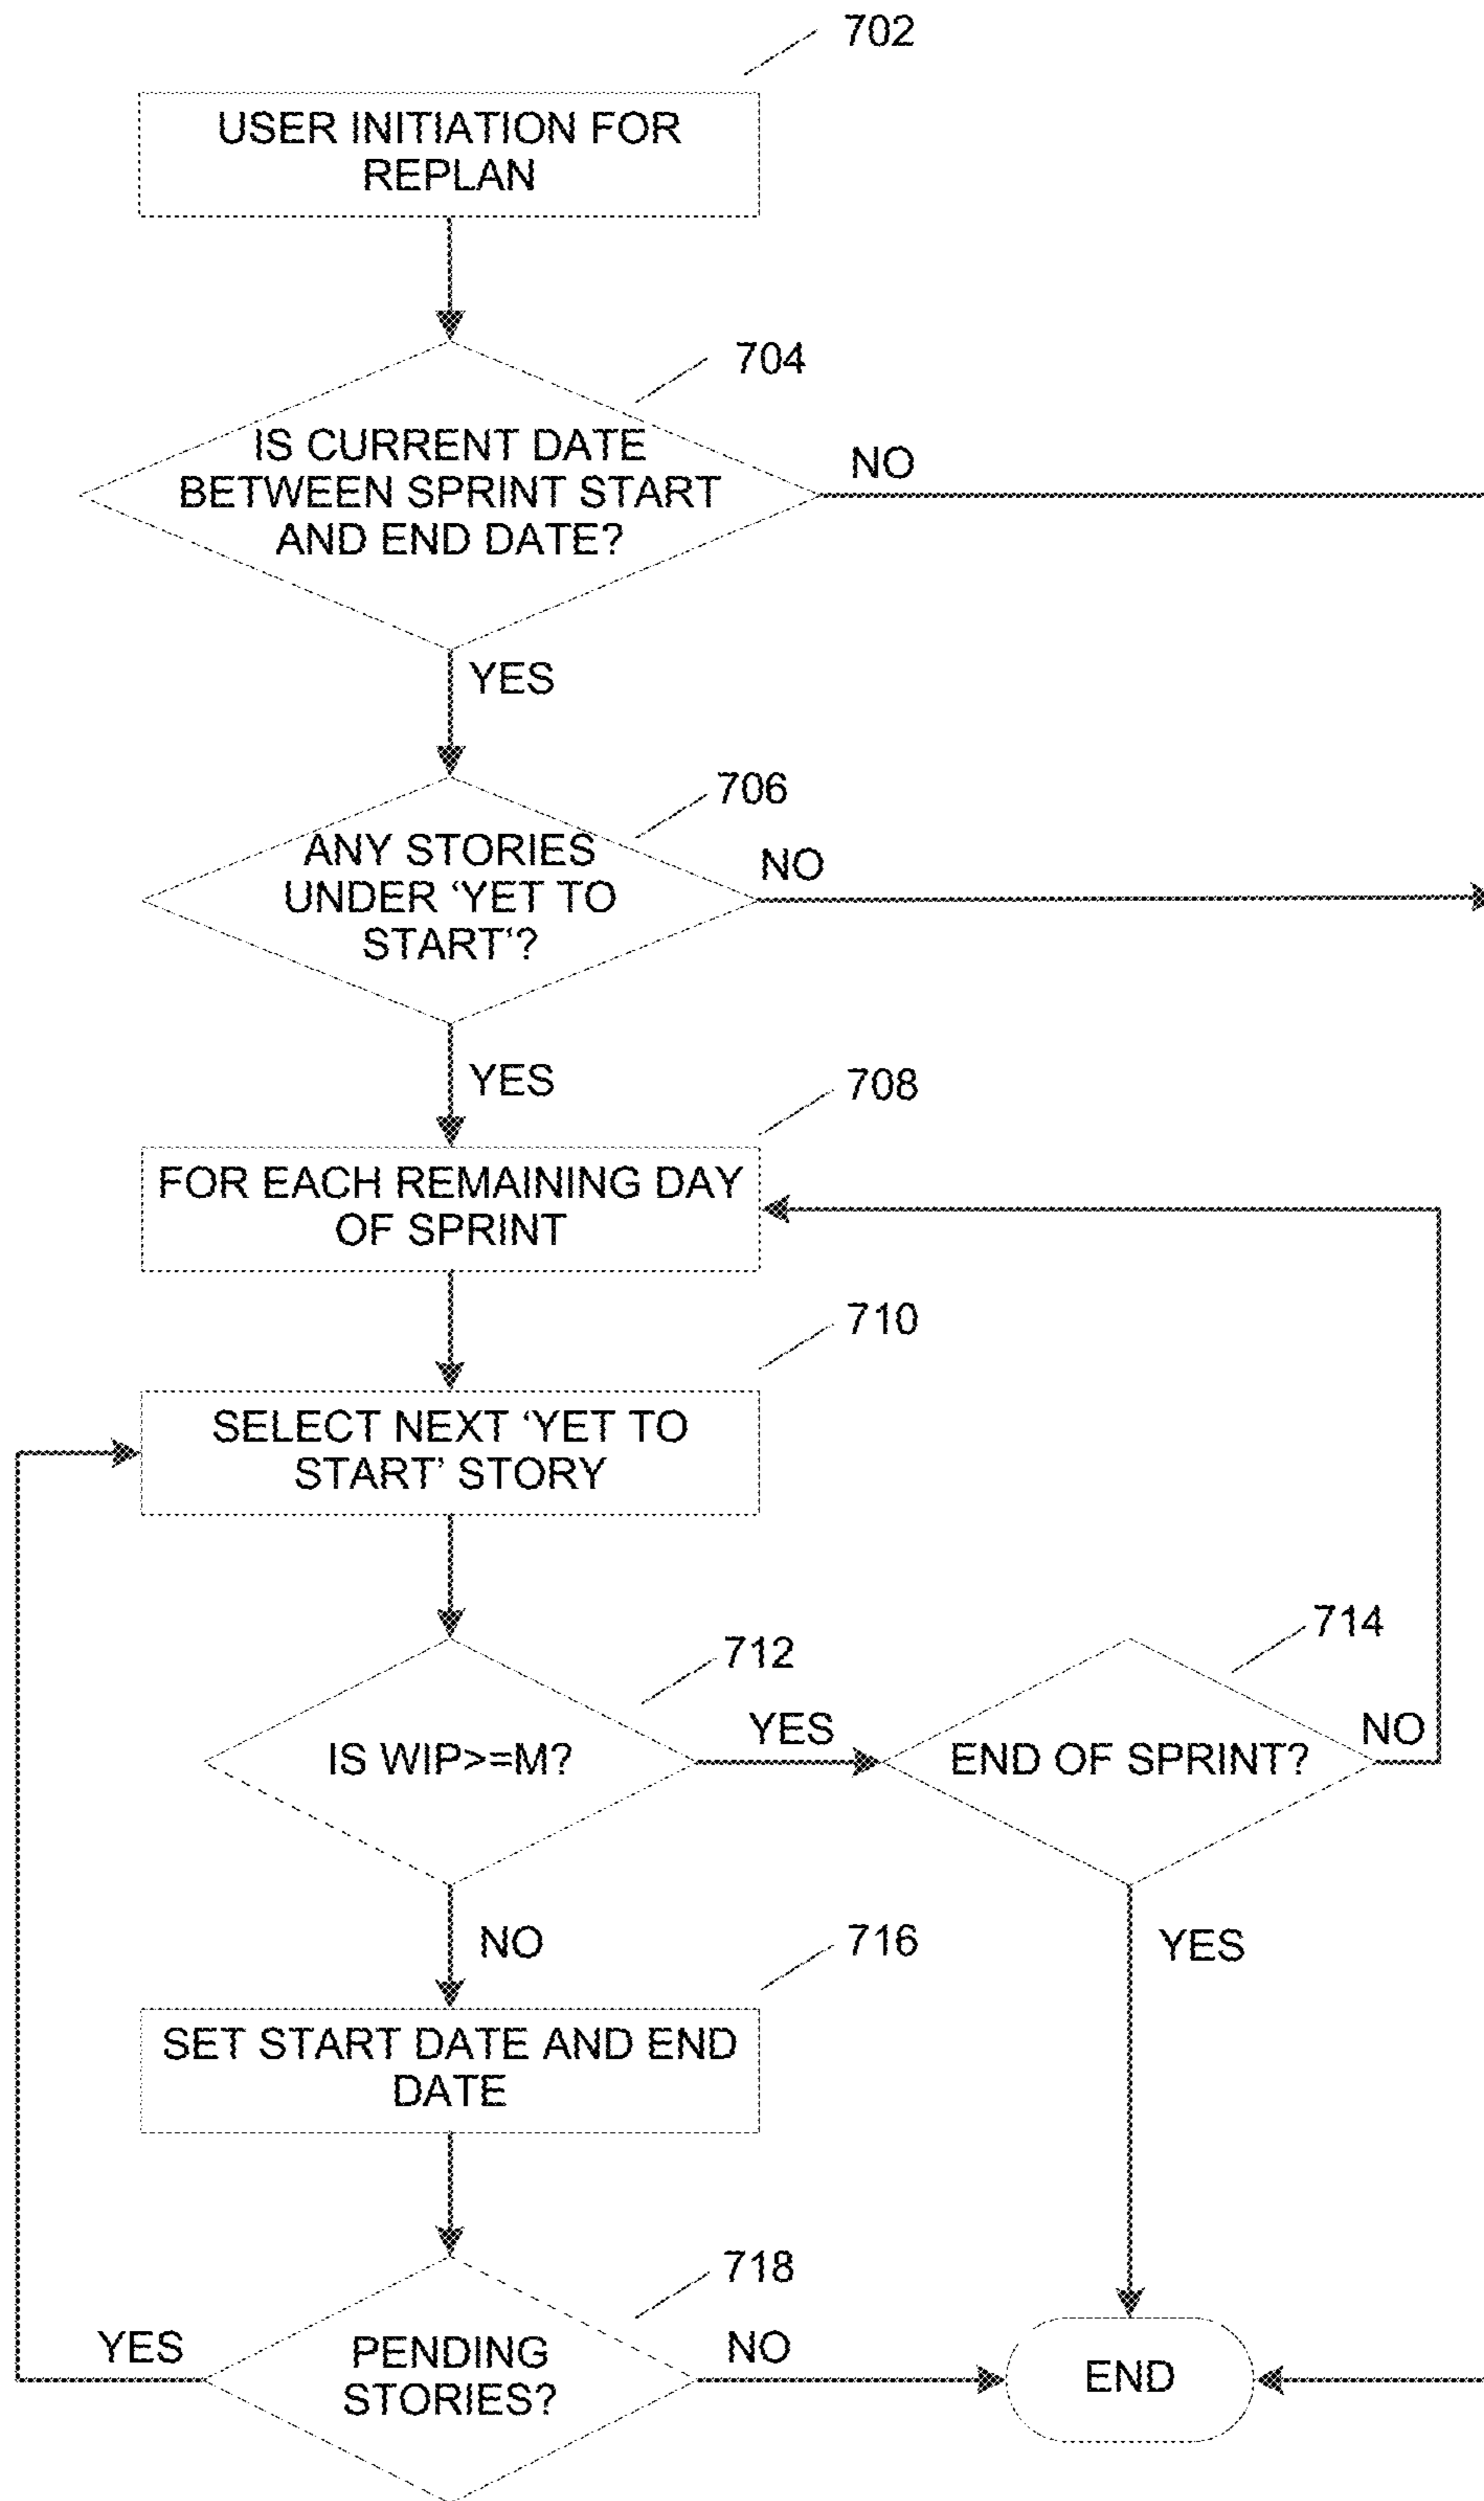 702
USER INITIATION FOR
REPLAN
704
IS CURRENT DATE
BETWEEN SPRINT START
AND END DATE?
NO
YES
706
ANY STORIES
UNDER ‘YET TO
START‘?
NO
YES
708
FOR EACH REMAINING DAY
OF SPRINT
710
SELECT NEXT ‘YET TO
START’ STORY
712
IS WIP>=M?
YES
714
END OF SPRINT?
NO
NO
YES
716
SET START DATE AND END
DATE
718
PENDING
STORIES?
YES
NO
END